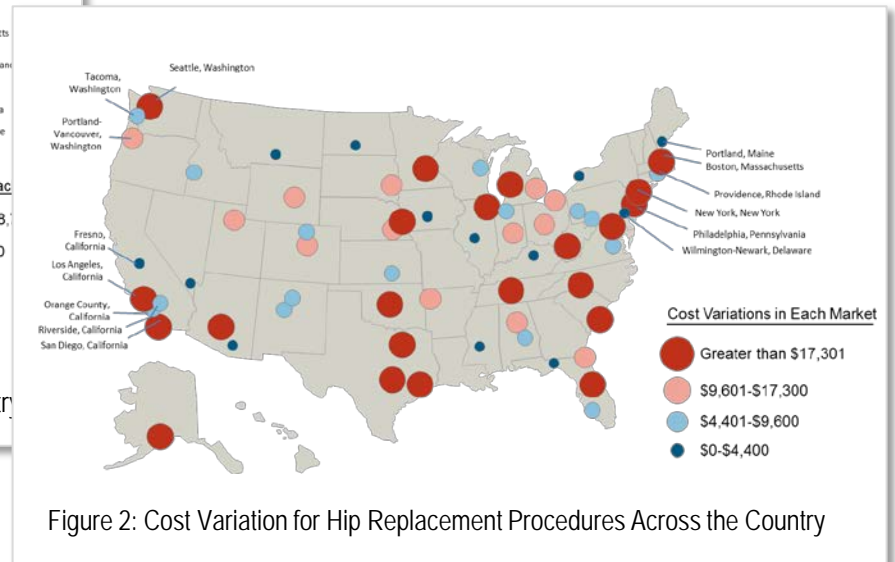 Seattle, Washington
Tacoma,
Washington
Portland-
Vancouver,
Washington
Fresno,
California
Los Angeles,
California
Orange County,
California
Riverside, California
San Diego, California
Portland, Maine
Boston, Massachusetts
Providence, Rhode Island
New York, New York
Philadelphia, Pennsylvania
Wilmington-Newark, Delaware
Cost Variations in Each Market
Greater than $17,301
$9,601-$17,300
$4,401-$9,600
$0-$4,400
Figure 2: Cost Variation for Hip Replacement Procedures Across the Country